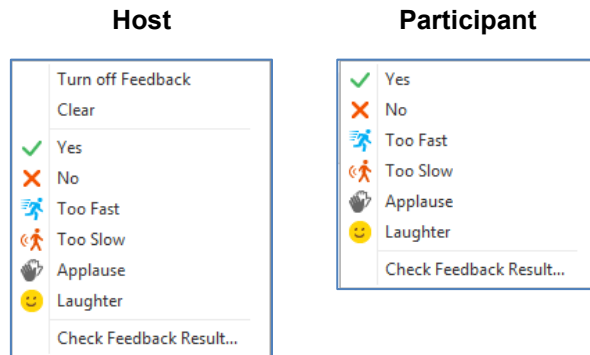 Host
Turn off Feedback
Clear
Yes
No
Too Fast
Too Slow
Applause
Laughter
Check Feedback Result...
Participant
Yes
No
Too Fast
Too Slow
Applause
Laughter
Check Feedback Result...